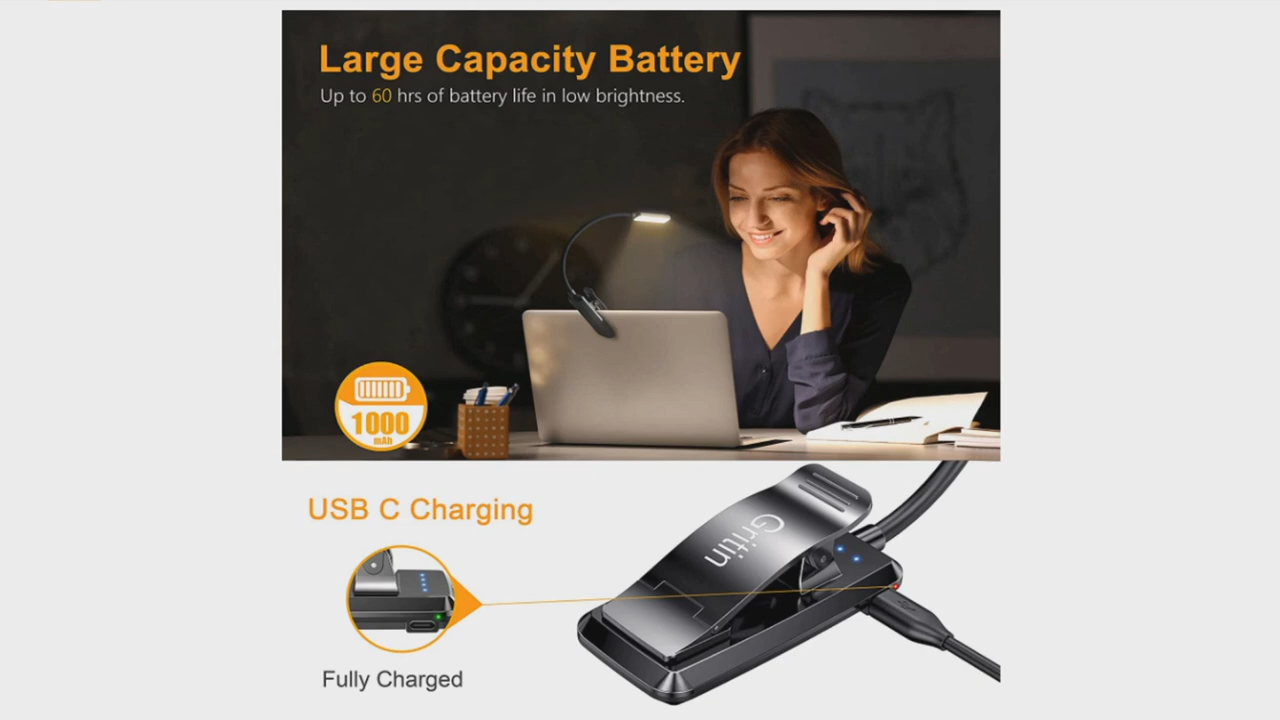 Large Capacity Battery
Up to 60 hrs of battery life in low brightness.
1000
mAh
USB C Charging
Gritin
Fully Charged